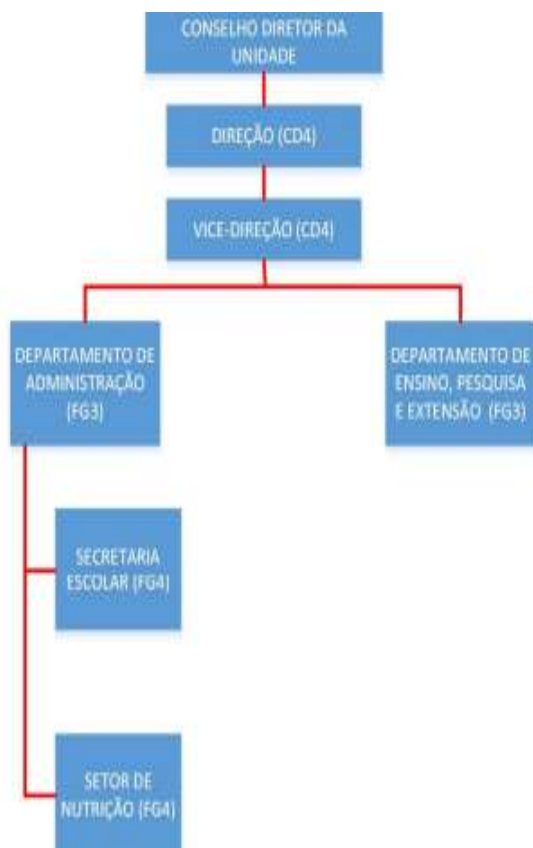 CONSELHO DIRETOR DA
UNIDADE
DIREÇÃO (CD4)
VICE-DIREÇÃO (CD4)
DEPARTAMENTO DE
ADMINISTRAÇÃO
(FG3)
DEPARTAMENTO DE
ENSINO, PESQUISA
E EXTENSÃO (FG3)
SECRETARIA
ESCOLAR (FG4)
SETOR DE
NUTRIÇÃO (FG4)